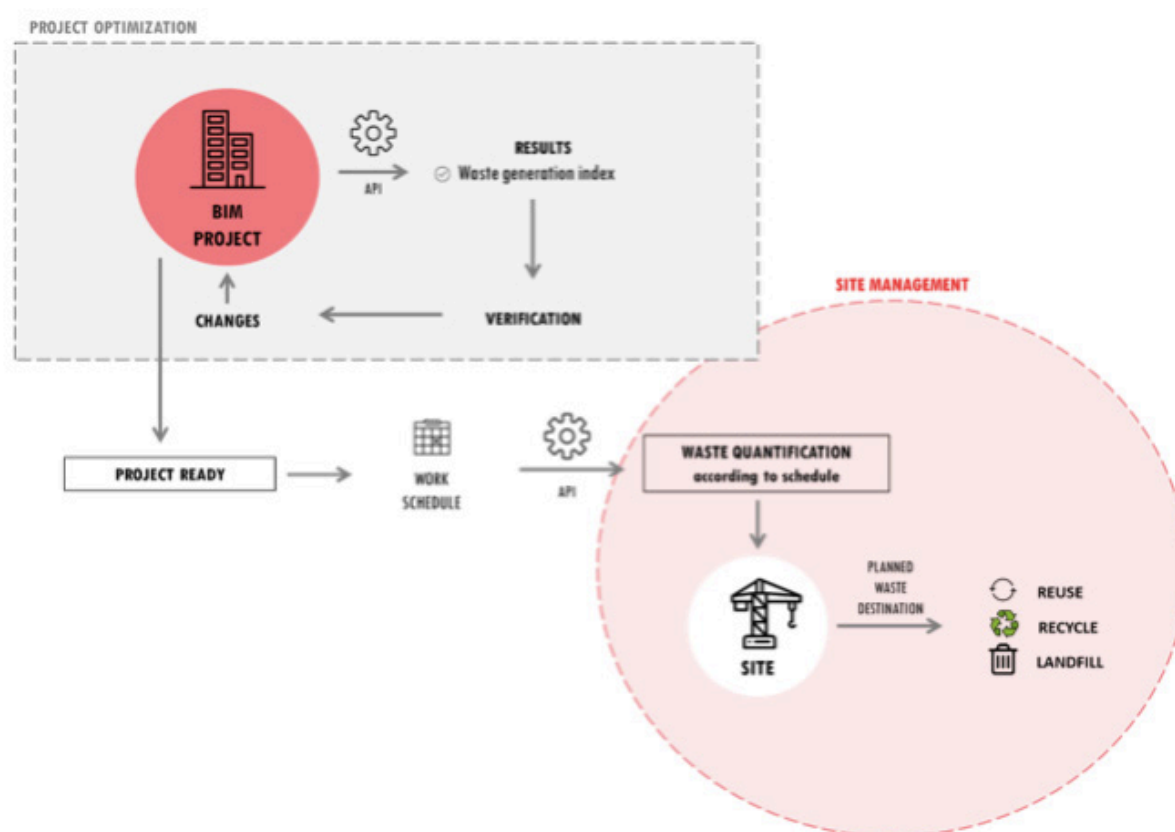 PROJECT OPTIMIZATION
BIM
PROJECT
API
RESULTS
Waste generation index
CHANGES
VERIFICATION
SITE MANAGEMENT
PROJECT READY
WORK
SCHEDULE
API
WASTE QUANTIFICATION
according to schedule
SITE
PLANNED
WASTE
DESTINATION
REUSE
RECYCLE
LANDFILL